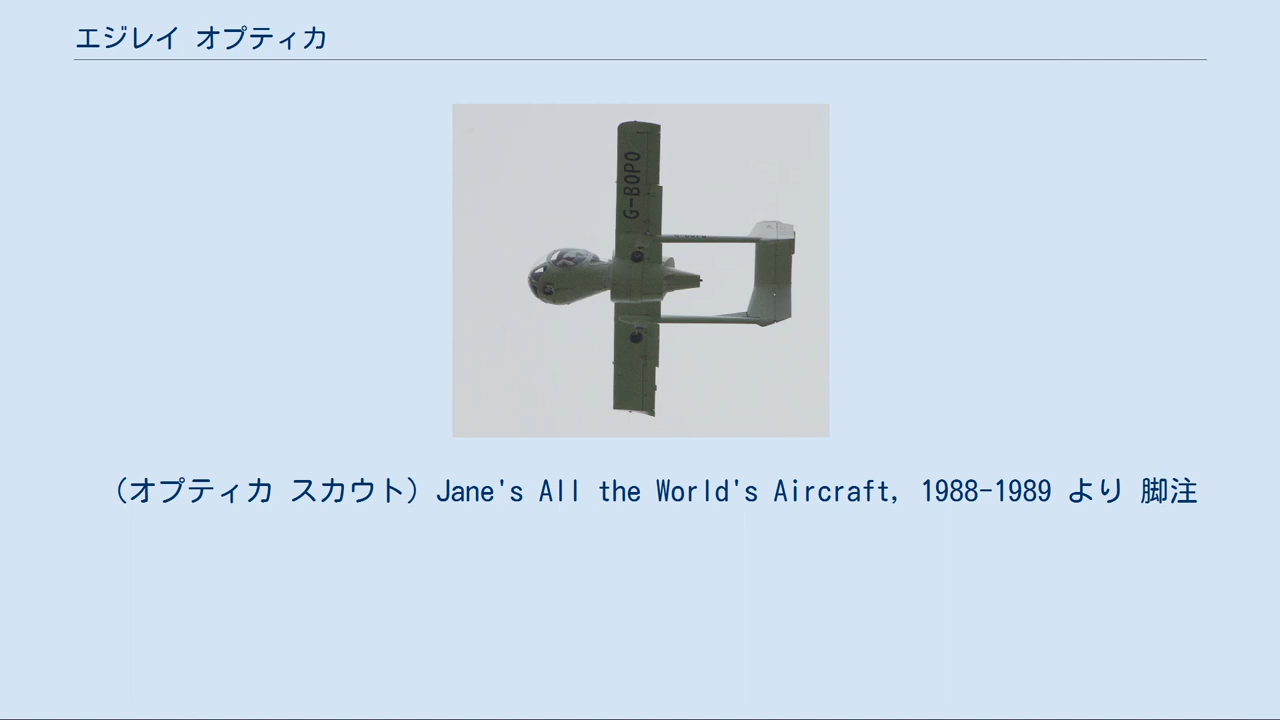 エジレイ オプティカ
G-BOPO
（オプティカ スカウト）Jane's All the World's Aircraft, 1988-1989 より 脚注